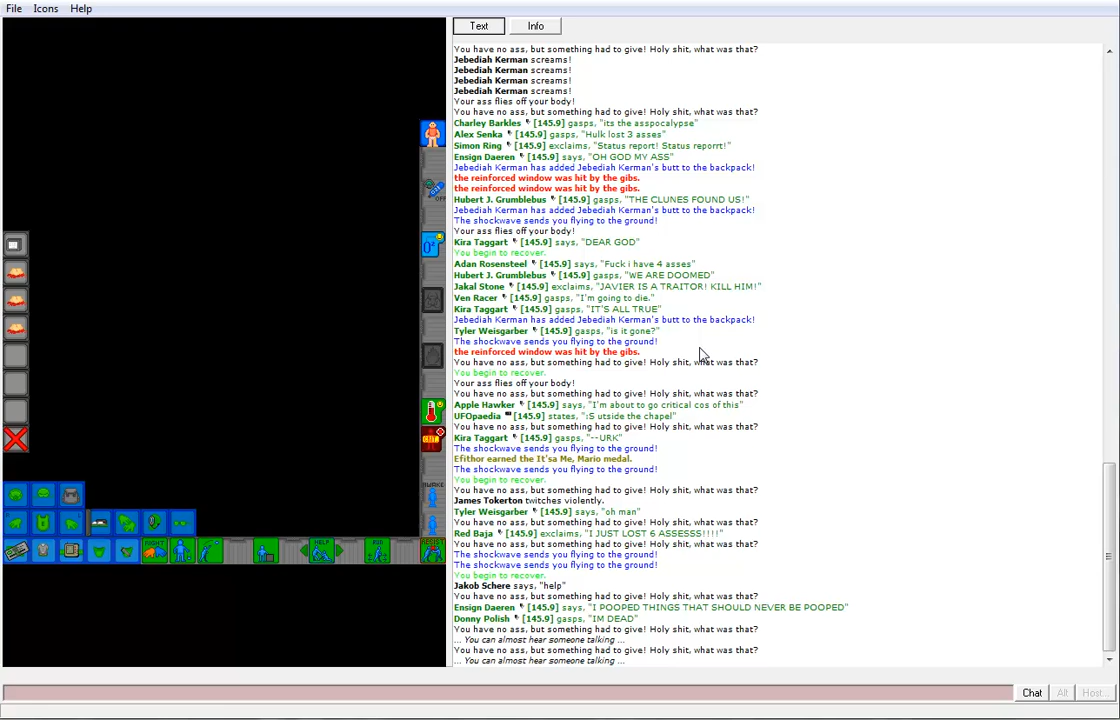 File Icons Help
Text Info
You have no ass, but something had to give! Holy shit, what was that?
Jebediah Kerman screams!
Jebediah Kerman screams!
Jebediah Kerman screams!
Jebediah Kerman screams!
Your ass flies off your body!
You have no ass, but something had to give! Holy shit, what was that?
Charley Barkles [145.9] gasps, "its the asspocalypse"
Alex Senka [145.9] gasps, "Hulk lost 3 asses"
Simon Ring [145.9] exclaims, "Status report! Status reporrt!"
Ensign Daeren [145.9] says, "OH GOD MY ASS"
Jebediah Kerman has added Jebediah Kerman's butt to the backpack!
the reinforced window was hit by the gibs.
the reinforced window was hit by the gibs.
Hubert J. Grumblebus [145.9] gasps, "THE CLUNES FOUND US!"
Jebediah Kerman has added Jebediah Kerman's butt to the backpack!
The shockwave sends you flying to the ground!
Your ass flies off your body!
Kira Taggart [145.9] says, "DEAR GOD"
You begin to recover.
Adan Rosensteel [145.9] says, "Fuck i have 4 asses"
Hubert J. Grumblebus [145.9] gasps, "WE ARE DOOMED"
Jakal Stone [145.9] exclaims, "JAVIER IS A TRAITOR! KILL HIM!"
Ven Racer [145.9] gasps, "I'm going to die."
Kira Taggart [145.9] gasps, "IT'S ALL TRUE"
Jebediah Kerman has added Jebediah Kerman's butt to the backpack!
Tyler Weisgarber [145.9] gasps, "is it gone?"
The shockwave sends you flying to the ground!
the reinforced window was hit by the gibs.
You have no ass, but something had to give! Holy shit, what was that?
You begin to recover.
Your ass flies off your body!
You have no ass, but something had to give! Holy shit, what was that?
Apple Hawker [145.9] says, "I'm about to go critical cos of this"
UFOpaedia [145.9] states, ":S utside the chapel"
You have no ass, but something had to give! Holy shit, what was that?
Kira Taggart [145.9] gasps, "--URK"
The shockwave sends you flying to the ground!
Efithor earned the It'sa Me, Mario medal.
The shockwave sends you flying to the ground!
You begin to recover.
You have no ass, but something had to give! Holy shit, what was that?
James Tokerton twitches violently.
Tyler Weisgarber [145.9] says, "oh man"
You have no ass, but something had to give! Holy shit, what was that?
Red Baja [145.9] exclaims, "I JUST LOST 6 ASSESSS!!!!"
You have no ass, but something had to give! Holy shit, what was that?
The shockwave sends you flying to the ground!
The shockwave sends you flying to the ground!
You begin to recover.
Jakob Schere says, "help"
You have no ass, but something had to give! Holy shit, what was that?
Ensign Daeren [145.9] says, "I POOPED THINGS THAT SHOULD NEVER BE POOPED"
Donny Polish [145.9] gasps, "IM DEAD"
You have no ass, but something had to give! Holy shit, what was that?
... You can almost hear someone talking ...
You have no ass, but something had to give! Holy shit, what was that?
... You can almost hear someone talking ...
OFF
AWAKE
RIGHT HELP RESIST
Chat Alt Host...